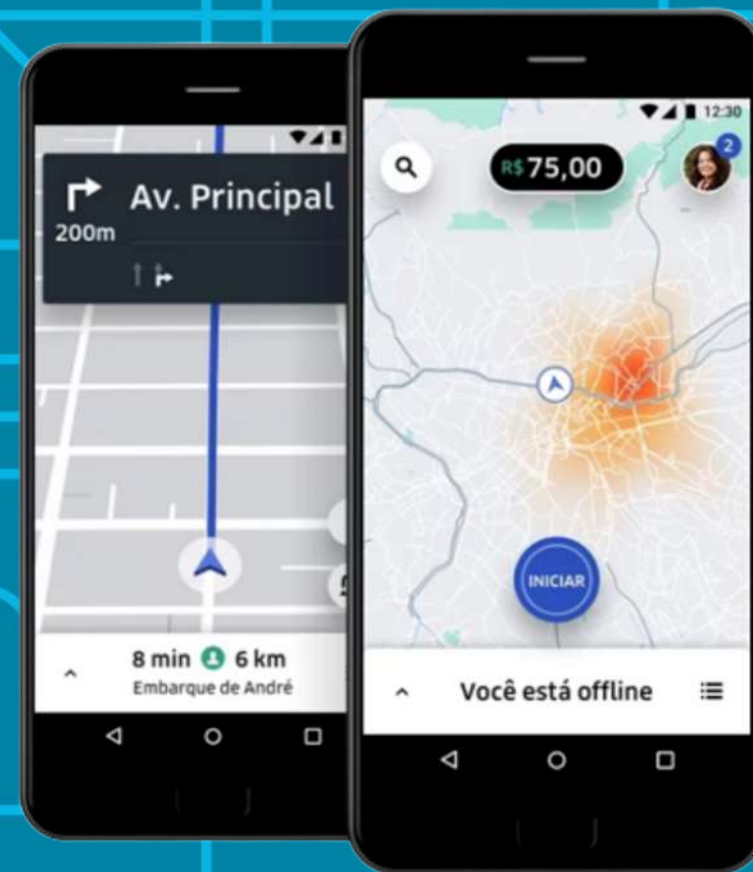 Av. Principal
200m
8 min 6 km
Embarque de André
12:30
R$75,00
2
INICIAR
Você está offline